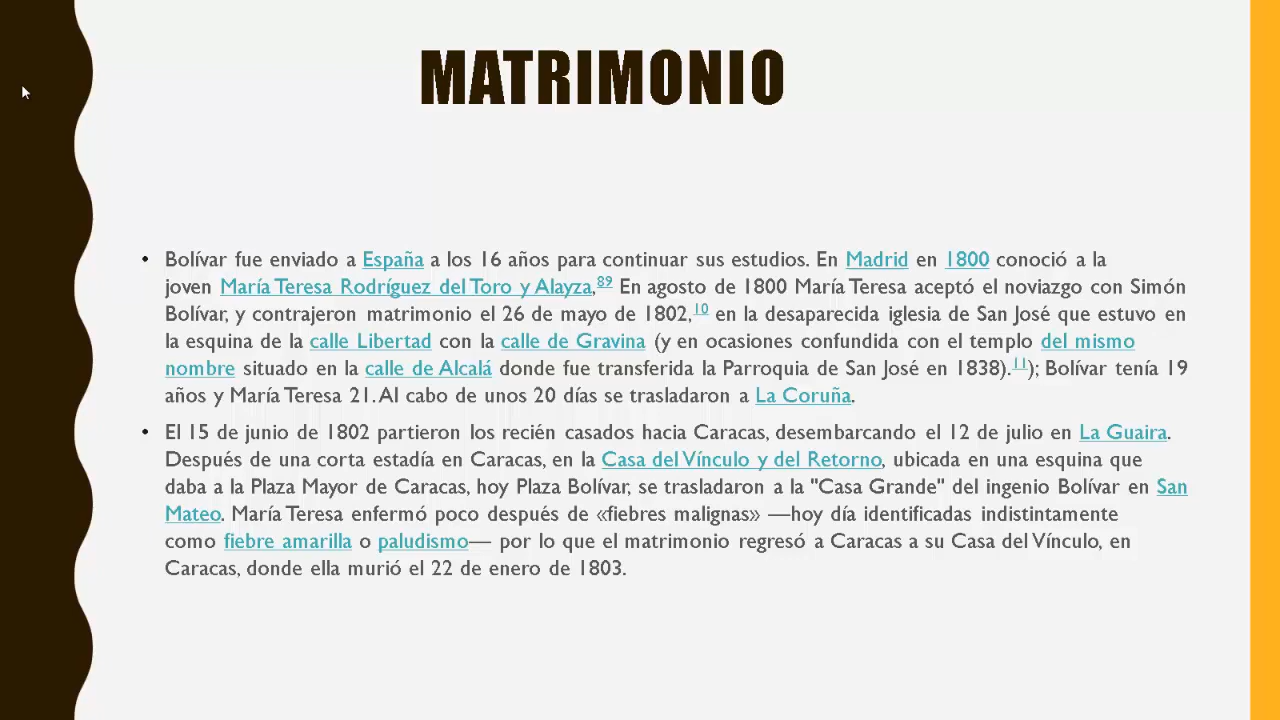 MATRIMONIO
• Bolívar fue enviado a España a los 16 años para continuar sus estudios. En Madrid en 1800 conoció a la
joven María Teresa Rodríguez del Toro y Alayza,89 En agosto de 1800 María Teresa aceptó el noviazgo con Simón
Bolívar, y contrajeron matrimonio el 26 de mayo de 1802,10 en la desaparecida iglesia de San José que estuvo en
la esquina de la calle Libertad con la calle de Gravina (y en ocasiones confundida con el templo del mismo
nombre situado en la calle de Alcalá donde fue transferida la Parroquia de San José en 1838).11); Bolívar tenía 19
años y María Teresa 21. Al cabo de unos 20 días se trasladaron a La Coruña.
• El 15 de junio de 1802 partieron los recién casados hacia Caracas, desembarcando el 12 de julio en La Guaira.
Después de una corta estadía en Caracas, en la Casa del Vínculo y del Retorno, ubicada en una esquina que
daba a la Plaza Mayor de Caracas, hoy Plaza Bolívar, se trasladaron a la "Casa Grande" del ingenio Bolívar en San
Mateo. María Teresa enfermó poco después de «fiebres malignas» —hoy día identificadas indistintamente
como fiebre amarilla o paludismo— por lo que el matrimonio regresó a Caracas a su Casa del Vínculo, en
Caracas, donde ella murió el 22 de enero de 1803.